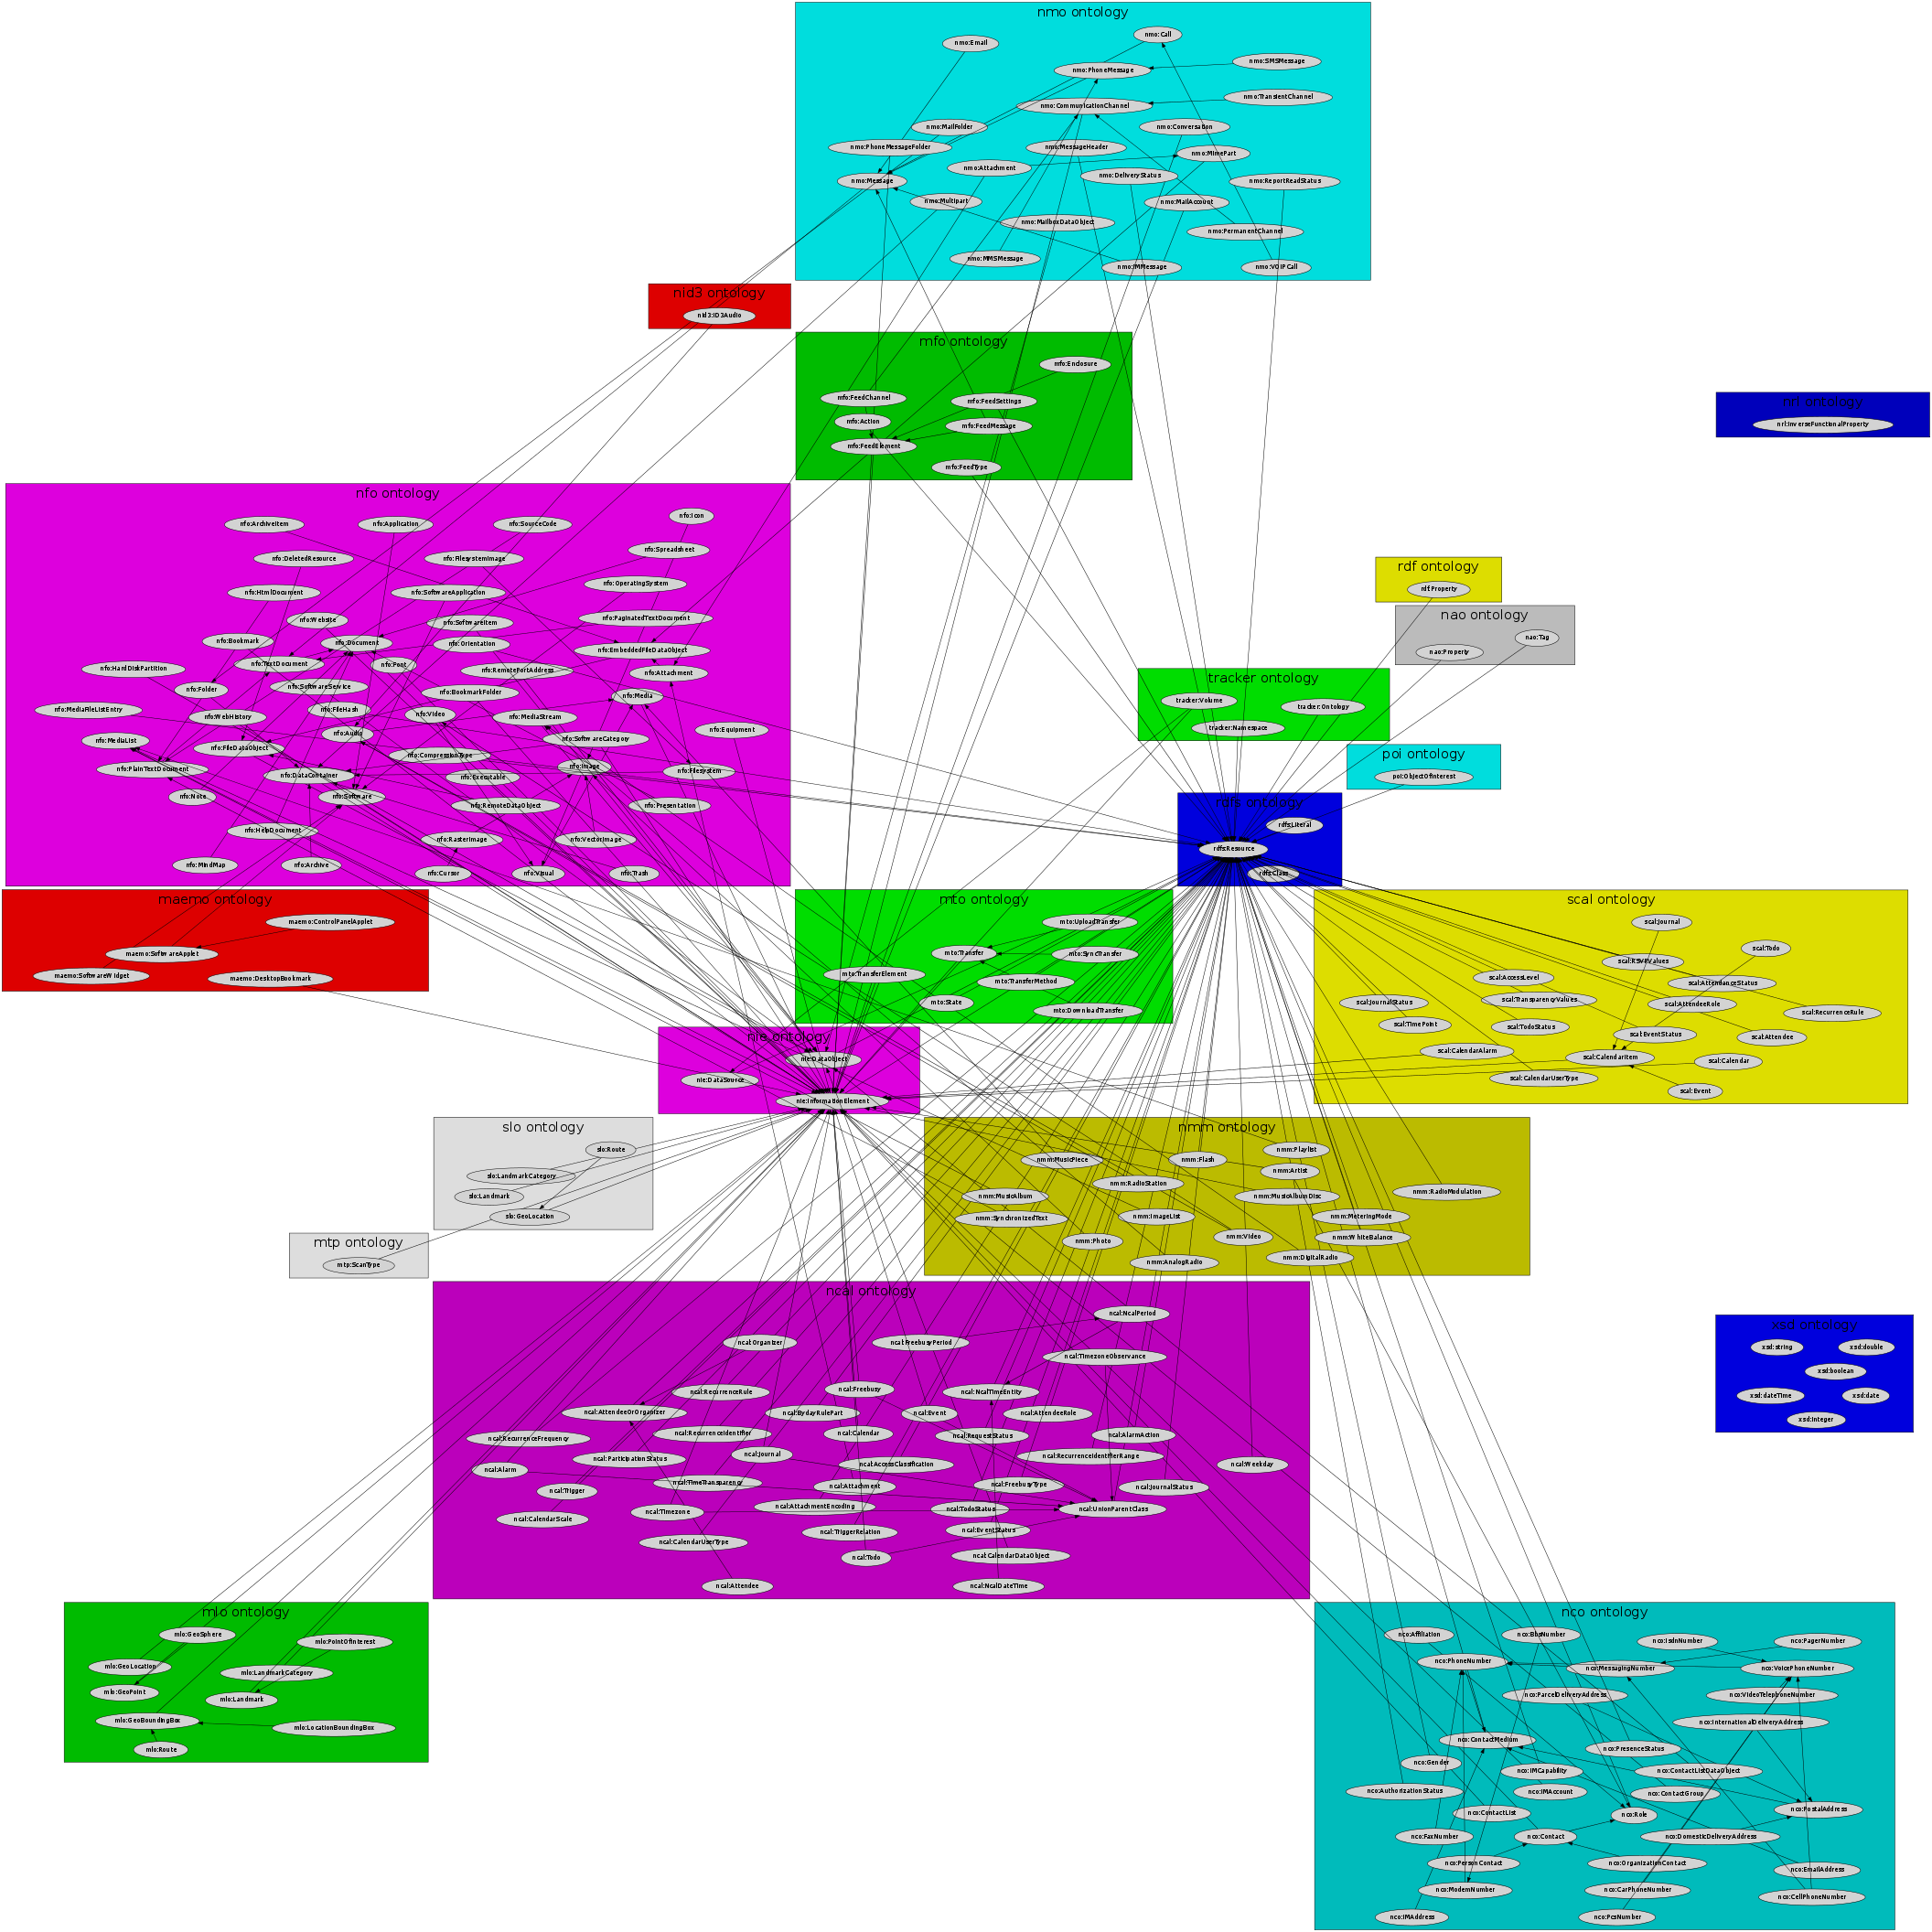 nmo ontology
nmo:Call
nmo:Email
nmo:SMSMessage
nmo:PhoneMessage
nmo:TransientChannel
nmo:CommunicationChannel
nmo:MailFolder
nmo:Conversation
nmo:PhoneMessageFolder
nmo:MessageHeader
nmo:MimePart
nmo:Attachment
nmo:DeliveryStatus
nmo:Message
nmo:ReportReadStatus
nmo:Multipart
nmo:MailAccount
nmo:MailboxDataObject
nmo:PermanentChannel
nmo:MMSMessage
nmo:IMMessage
nmo:VOIPCall
nid3 ontology
nid3:ID3Audio
mfo ontology
mfo:Enclosure
mfo:FeedChannel
mfo:FeedSettings
mfo:Action
mfo:FeedMessage
mfo:FeedElement
mfo:FeedType
nrl ontology
nrl:InverseFunctionalProperty
nfo ontology
nfo:ArchiveItem
nfo:Application
nfo:SourceCode
nfo:Icon
nfo:DeletedResource
nfo:FilesystemImage
nfo:Spreadsheet
nfo:HtmlDocument
nfo:SoftwareApplication
nfo:OperatingSystem
nfo:Website
nfo:SoftwareItem
nfo:PaginatedTextDocument
nfo:Bookmark
nfo:Document
nfo:Orientation
nfo:EmbeddedFileDataObject
nfo:HardDiskPartition
nfo:TextDocument
nfo:Font
nfo:RemotePortAddress
nfo:Attachment
nfo:Folder
nfo:SoftwareService
nfo:BookmarkFolder
nfo:Media
nfo:MediaFileListEntry
nfo:WebHistory
nfo:FileHash
nfo:Video
nfo:MediaStream
nfo:Equipment
nfo:MediaList
nfo:FileDataObject
nfo:Audio
nfo:SoftwareCategory
nfo:CompressionType
nfo:PlainTextDocument
nfo:DataContainer
nfo:Executable
nfo:Image
nfo:Filesystem
nfo:Note
nfo:Software
nfo:RemoteDataObject
nfo:Presentation
nfo:HelpDocument
nfo:RasterImage
nfo:VectorImage
nfo:MindMap
nfo:Archive
nfo:Cursor
nfo:Visual
nfo:Trash
rdf ontology
rdf:Property
nao ontology
nao:Tag
nao:Property
tracker ontology
tracker:Volume
tracker:Ontology
tracker:Namespace
poi ontology
poi:ObjectOfInterest
rdfs ontology
rdfs:Literal
rdfs:Resource
rdfs:Class
maemo ontology
maemo:ControlPanelApplet
maemo:SoftwareApplet
maemo:SoftwareWidget
maemo:DesktopBookmark
mto ontology
mto:UploadTransfer
mto:Transfer
mto:SyncTransfer
mto:TransferElement
mto:TransferMethod
mto:State
mto:DownloadTransfer
scal ontology
scal:Journal
scal:Todo
scal:RSVPValues
scal:AccessLevel
scal:AttendanceStatus
scal:JournalStatus
scal:TransparencyValues
scal:AttendeeRole
scal:RecurrenceRule
scal:TimePoint
scal:TodoStatus
scal:EventStatus
scal:Attendee
scal:CalendarAlarm
scal:CalendarItem
scal:Calendar
scal:CalendarUserType
scal:Event
nie ontology
nie:DataObject
nie:DataSource
nie:InformationElement
slo ontology
slo:Route
slo:LandmarkCategory
slo:Landmark
slo:GeoLocation
nmm ontology
nmm:Playlist
nmm:MusicPiece
nmm:Flash
nmm:Artist
nmm:RadioStation
nmm:MusicAlbum
nmm:MusicAlbumDisc
nmm:RadioModulation
nmm:SynchronizedText
nmm:ImageList
nmm:MeteringMode
nmm:Photo
nmm:Video
nmm:WhiteBalance
nmm:AnalogRadio
nmm:DigitalRadio
mtp ontology
mtp:ScanType
ncal ontology
ncal:NcalPeriod
ncal:Organizer
ncal:FreebusyPeriod
ncal:TimezoneObservance
ncal:RecurrenceRule
ncal:Freebusy
ncal:NcalTimeEntity
ncal:AttendeeOrOrganizer
ncal:BydayRulePart
ncal:Event
ncal:AttendeeRole
ncal:RecurrenceFrequency
ncal:RecurrenceIdentifier
ncal:Calendar
ncal:RequestStatus
ncal:AlarmAction
ncal:ParticipationStatus
ncal:Journal
ncal:AccessClassification
ncal:RecurrenceIdentifierRange
ncal:Weekday
ncal:Alarm
ncal:TimeTransparency
ncal:Attachment
ncal:FreebusyType
ncal:JournalStatus
ncal:Trigger
ncal:AttachmentEncoding
ncal:TodoStatus
ncal:UnionParentClass
ncal:CalendarScale
ncal:Timezone
ncal:TriggerRelation
ncal:EventStatus
ncal:CalendarUserType
ncal:Todo
ncal:CalendarDataObject
ncal:Attendee
ncal:NcalDateTime
xsd ontology
xsd:string
xsd:double
xsd:boolean
xsd:dateTime
xsd:date
xsd:integer
mlo ontology
mlo:GeoSphere
mlo:PointOfInterest
mlo:GeoLocation
mlo:LandmarkCategory
mlo:GeoPoint
mlo:Landmark
mlo:GeoBoundingBox
mlo:LocationBoundingBox
mlo:Route
nco ontology
nco:Affiliation
nco:BbsNumber
nco:IsdnNumber
nco:PagerNumber
nco:PhoneNumber
nco:MessagingNumber
nco:VoicePhoneNumber
nco:ParcelDeliveryAddress
nco:VideoTelephoneNumber
nco:InternationalDeliveryAddress
nco:ContactMedium
nco:PresenceStatus
nco:Gender
nco:IMCapability
nco:ContactListDataObject
nco:AuthorizationStatus
nco:IMAccount
nco:ContactGroup
nco:ContactList
nco:Role
nco:PostalAddress
nco:FaxNumber
nco:Contact
nco:DomesticDeliveryAddress
nco:PersonContact
nco:OrganizationContact
nco:EmailAddress
nco:ModemNumber
nco:CarPhoneNumber
nco:CellPhoneNumber
nco:IMAddress
nco:PcsNumber